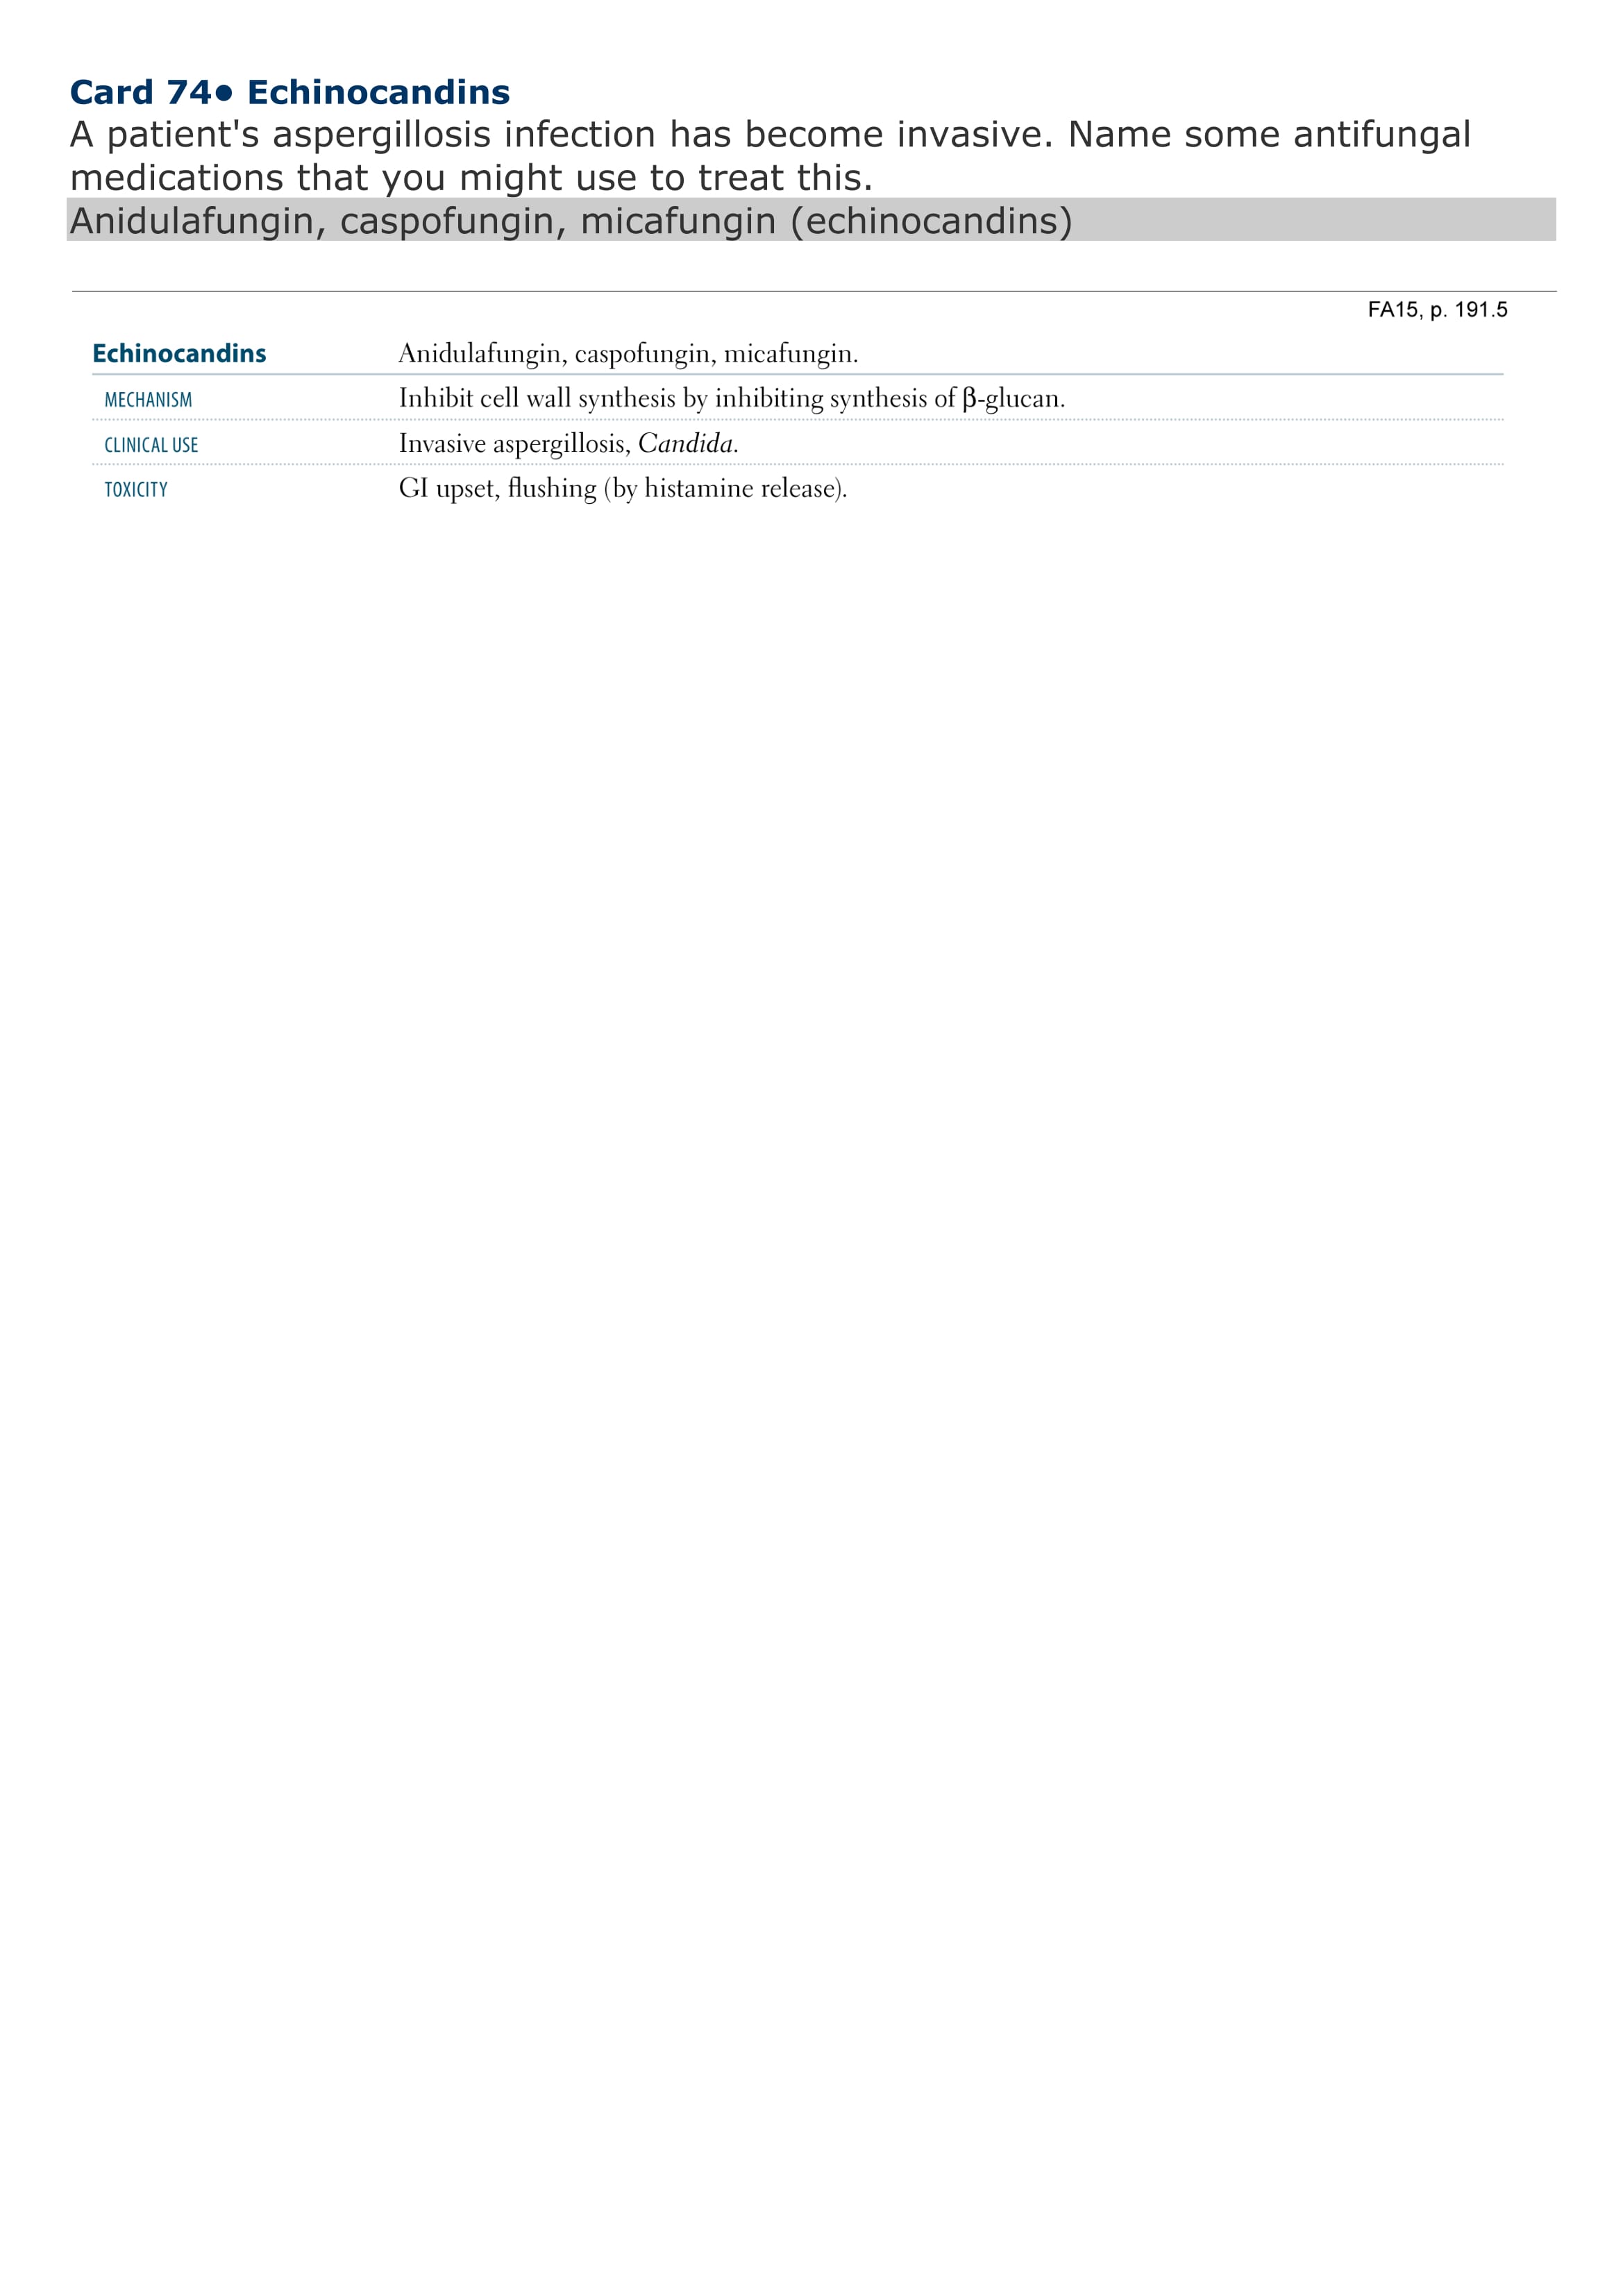 Card 74• Echinocandins
A patient's aspergillosis infection has become invasive. Name some antifungal
medications that you might use to treat this.
Anidulafungin, caspofungin, micafungin (echinocandins)
FA15, p. 191.5
Echinocandins Anidulafungin, caspofungin, micafungin.
MECHANISM Inhibit cell wall synthesis by inhibiting synthesis of β-glucan.
CLINICAL USE Invasive aspergillosis, Candida.
TOXICITY GI upset, flushing (by histamine release).